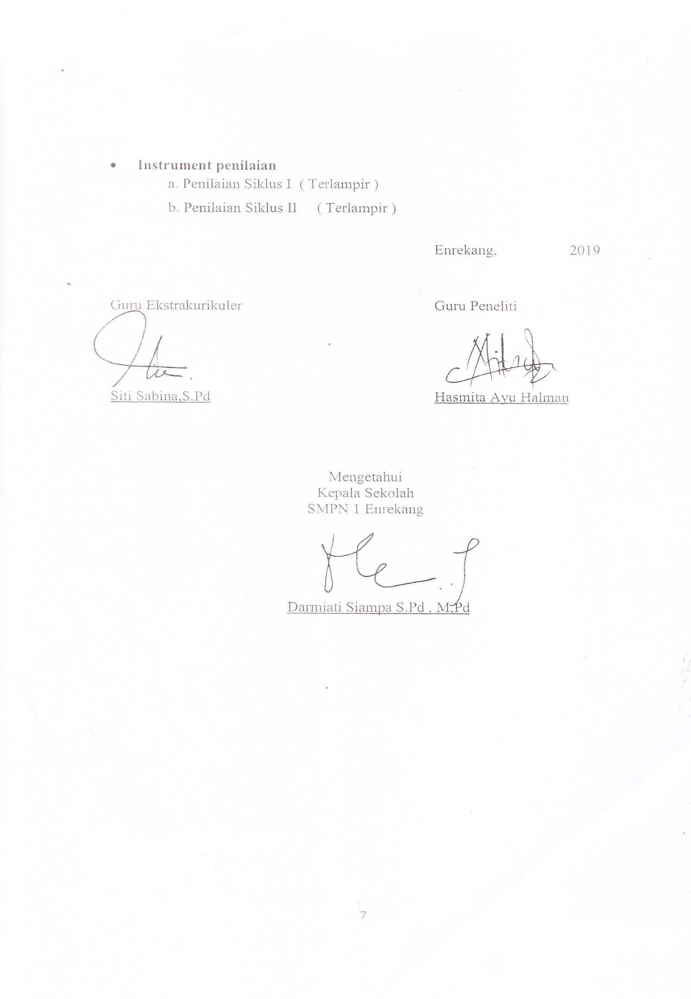 • Instrument penilaian
a. Penilaian Siklus I ( Terlampir )
b. Penilaian Siklus II ( Terlampir )
Enrekang, 2019
Guru Ekstrakurikuler Guru Peneliti
Siti Sabina,S.Pd Hasmita Ayu Halman
Mengetahui
Kepala Sekolah
SMPN 1 Enrekang
Darmiati Siampa S.Pd . M,Pd
7